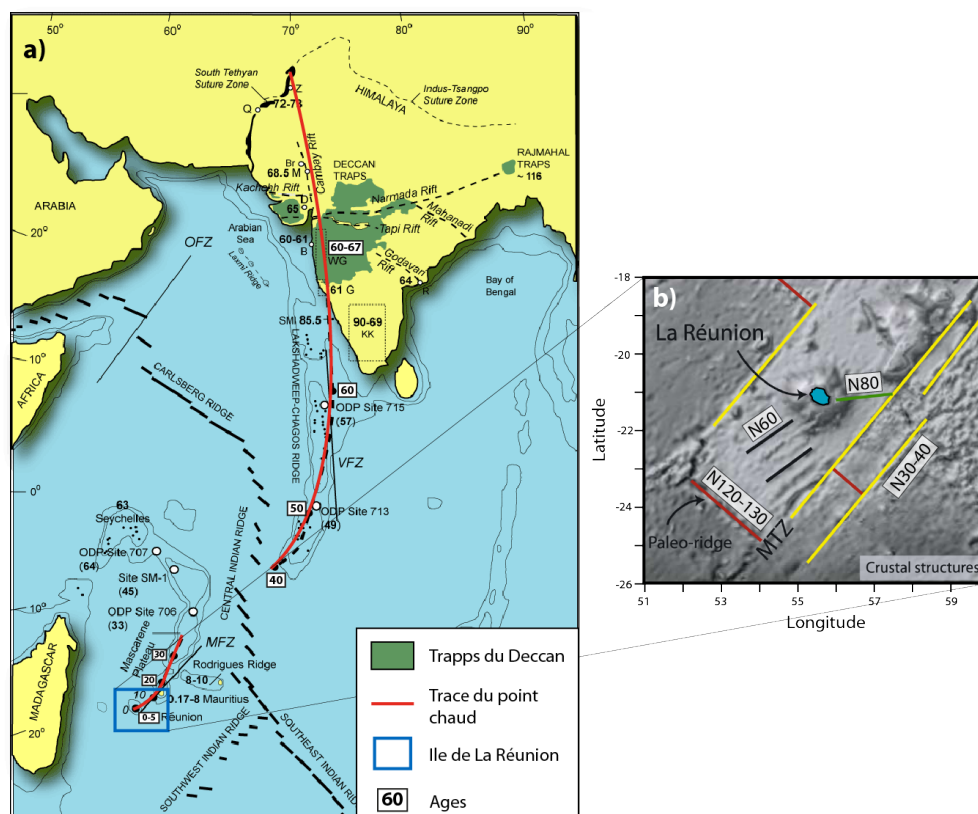 60°
70°
80°
90°
a)
South Tethyan
Suture Zone
Z
72-73
Q
HIMALAYA
Indus-Tsangpo
Suture Zone
Cambay Rift
Br
68.5 M
DECCAN
TRAPS
RAJMAHAL
TRAPS
~ 116
Kachchh Rift
D
65
Narmada Rift
Mahanadi
Rift
Tapi Rift
ARABIA
20°
OFZ
Arabian
Sea
Laxmi Ridge
60-61
B
60-67
WG
Godavari
Rift
64
R
Bay of
Bengal
61 G
SMI 85.5
90-69
KK
10°
AFRICA
CARLSBERG RIDGE
LAKSHADWEEP-CHAGOS RIDGE
60
ODP Site 715
(57)
VFZ
0°
50
ODP Site 713
(49)
63
Seychelles
ODP Site 707
(64)
Site SM-1
(45)
ODP Site 706
(33)
40
CENTRAL INDIAN RIDGE
10°
MFZ
Mascarene
Plateau
30
20
10
0
Rodrigues Ridge
8-10
0.17-8 Mauritius
0-5 Réunion
MADAGASCAR
20°
SOUTHWEST INDIAN RIDGE
SOUTHEAST INDIAN RID
Trapps du Deccan
Trace du point
chaud
Ile de La Réunion
60 Ages
b)
-18
-20
-22
-24
-26
Latitude
La Réunion
N80
N60
N30-40
N120-130
MTZ
Paleo-ridge
Crustal structures
51
53
55
57
59
Longitude